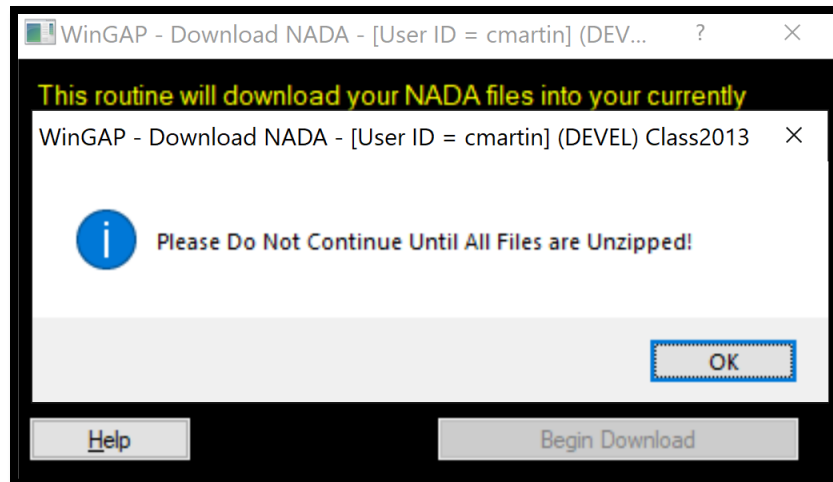 WinGAP - Download NADA - [User ID = cmartin] (DEV...
?
This routine will download your NADA files into your currently
WinGAP - Download NADA - [User ID = cmartin] (DEVEL) Class2013
Please Do Not Continue Until All Files are Unzipped!
OK
Help
Begin Download